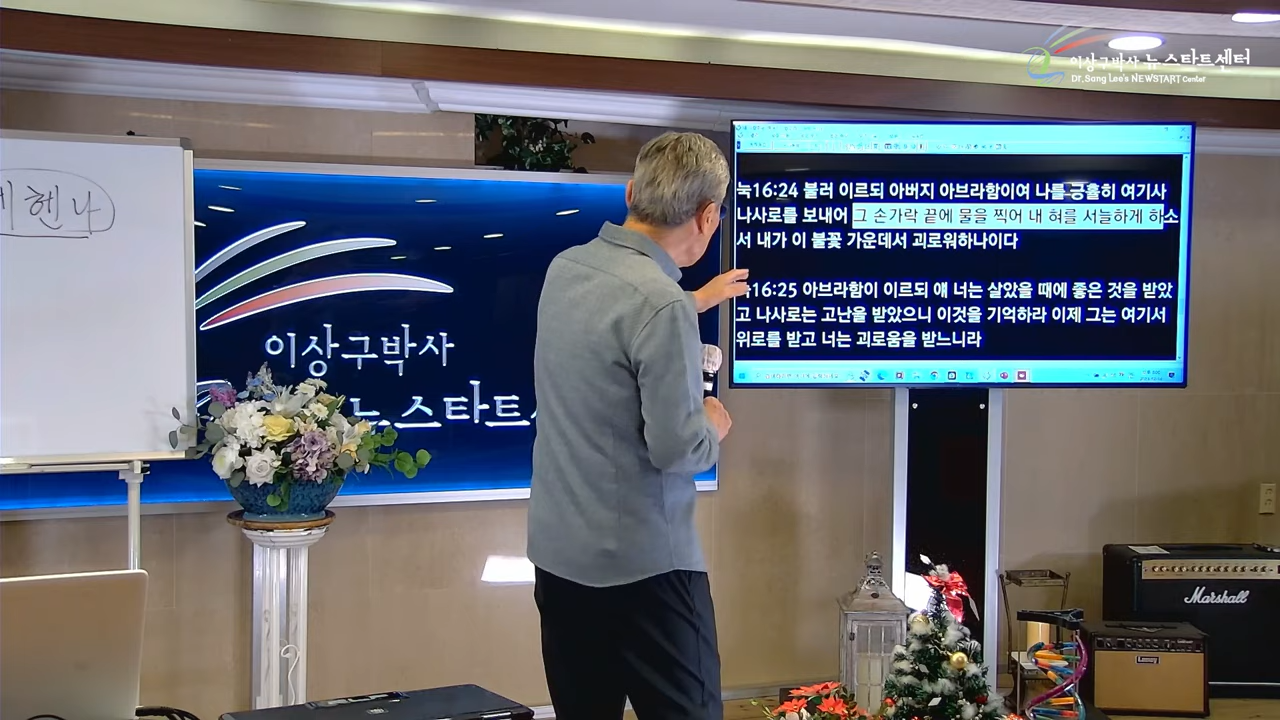 이상구박사 뉴스타트센터
Dr.Sang Lee's NEWSTART Center
헨나
눅16:24 불러 이르되 아버지 아브라함이여 나를 긍휼히 여기사
나사로를 보내어 그 손가락 끝에 물을 찍어 내 혀를 서늘하게 하소
서 내가 이 불꽃 가운데서 괴로워하나이다
16:25 아브라함이 이르되 얘 너는 살았을 때에 좋은 것을 받았
고 나사로는 고난을 받았으니 이것을 기억하라 이제 그는 여기서
위로를 받고 너는 괴로움을 받느니라
이상구박사
뉴스타트
Marshall
Laney